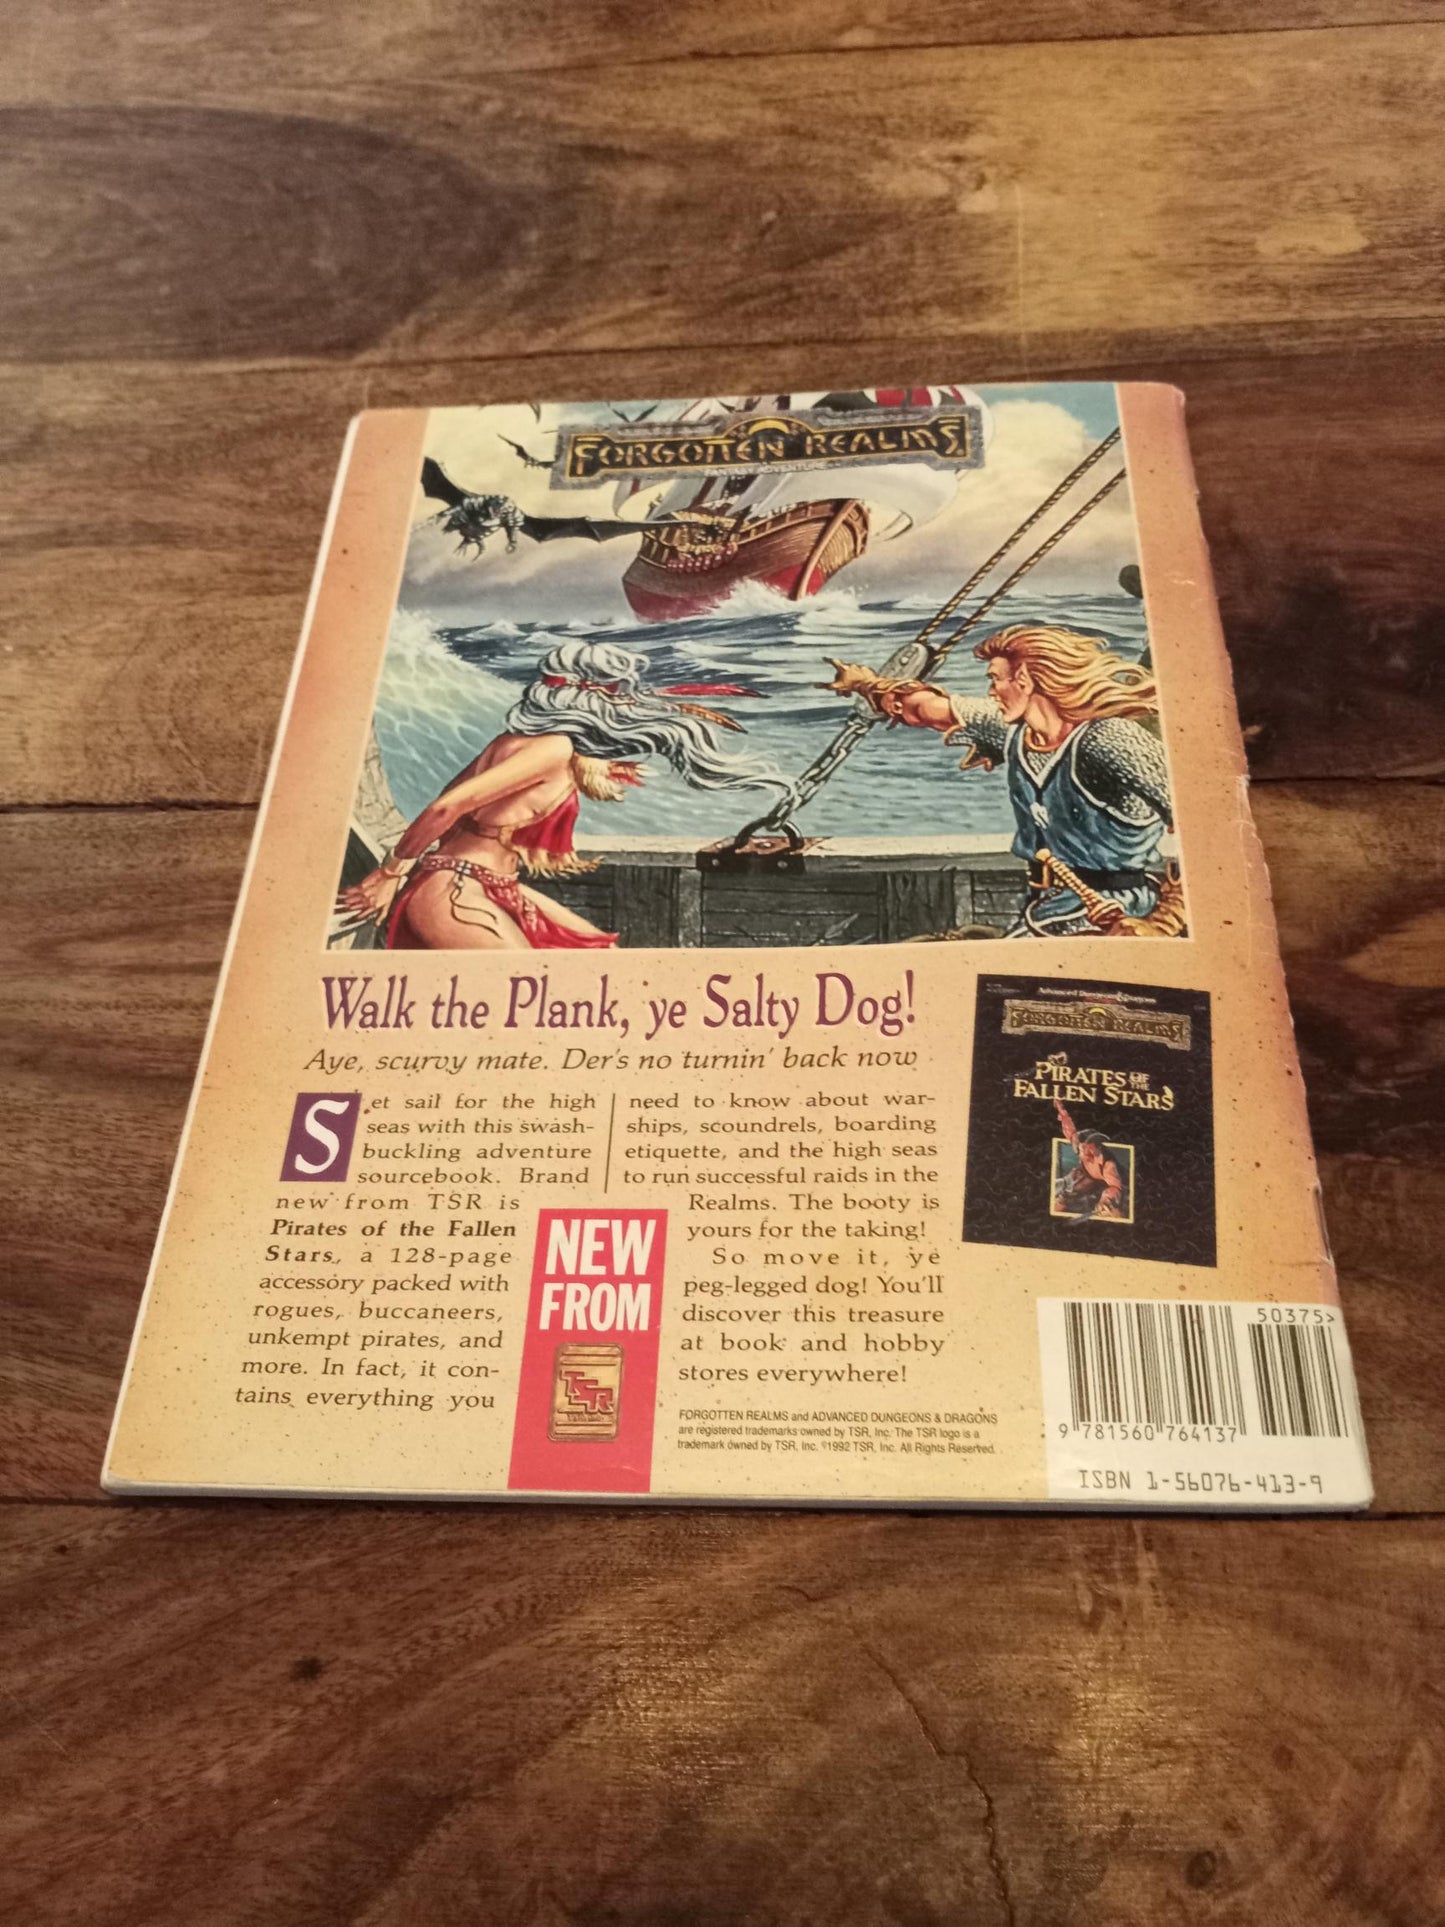 FORGOTTEN REALMS
FANTASY ADVENTURE
Walk the Plank, ye Salty Dog!
Aye, scurvy mate. Der's no turnin' back now
Set sail for the high
seas with this swash-
buckling adventure
sourcebook. Brand
new from TSR is
Pirates of the Fallen
Stars, a 128-page
accessory packed with
rogues, buccaneers,
unkempt pirates, and
more. In fact, it con-
tains everything you
need to know about war-
ships, scoundrels, boarding
etiquette, and the high seas
to run successful raids in the
Realms. The booty is
yours for the taking!
So move it, ye
peg-legged dog! You'll
discover this treasure
at book and hobby
stores everywhere!
NEW
FROM
TSR
FORGOTTEN REALMS and ADVANCED DUNGEONS & DRAGONS
are registered trademarks owned by TSR, Inc. The TSR logo is a
trademark owned by TSR, Inc. ©1992 TSR, Inc. All Rights Reserved.
Advanced Dungeons & Dragons
FORGOTTEN REALMS
PIRATES OF THE
FALLEN STARS
50375>
9 781560 764137
ISBN 1-56076-413-9